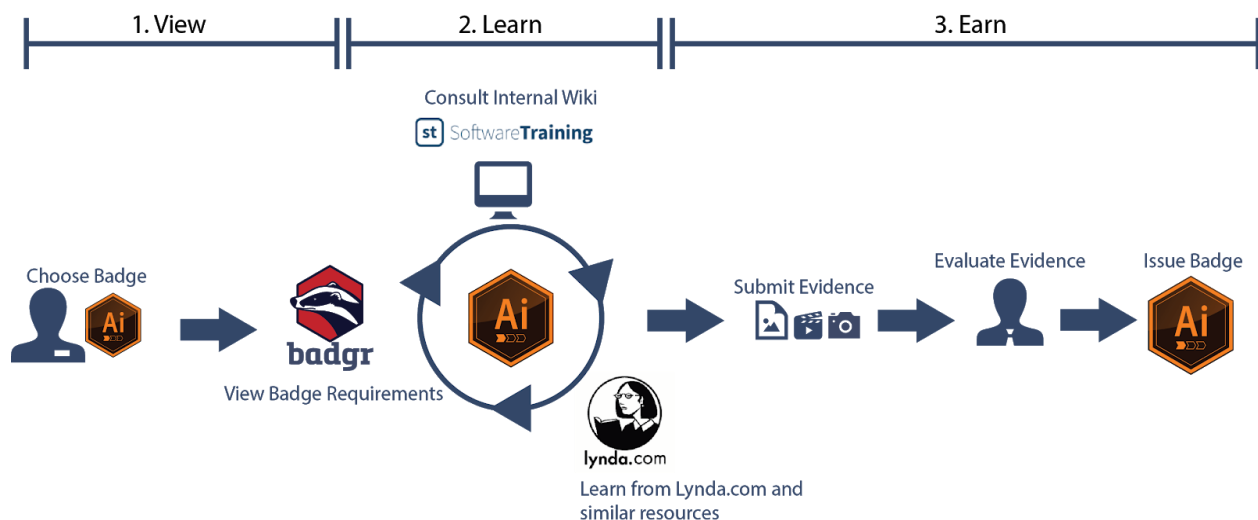 1. View
2. Learn
3. Earn
Consult Internal Wiki
st SoftwareTraining
Choose Badge
Ai
badgr
View Badge Requirements
Ai
lynda.com
Learn from Lynda.com and
similar resources
Submit Evidence
Evaluate Evidence
Issue Badge
Ai